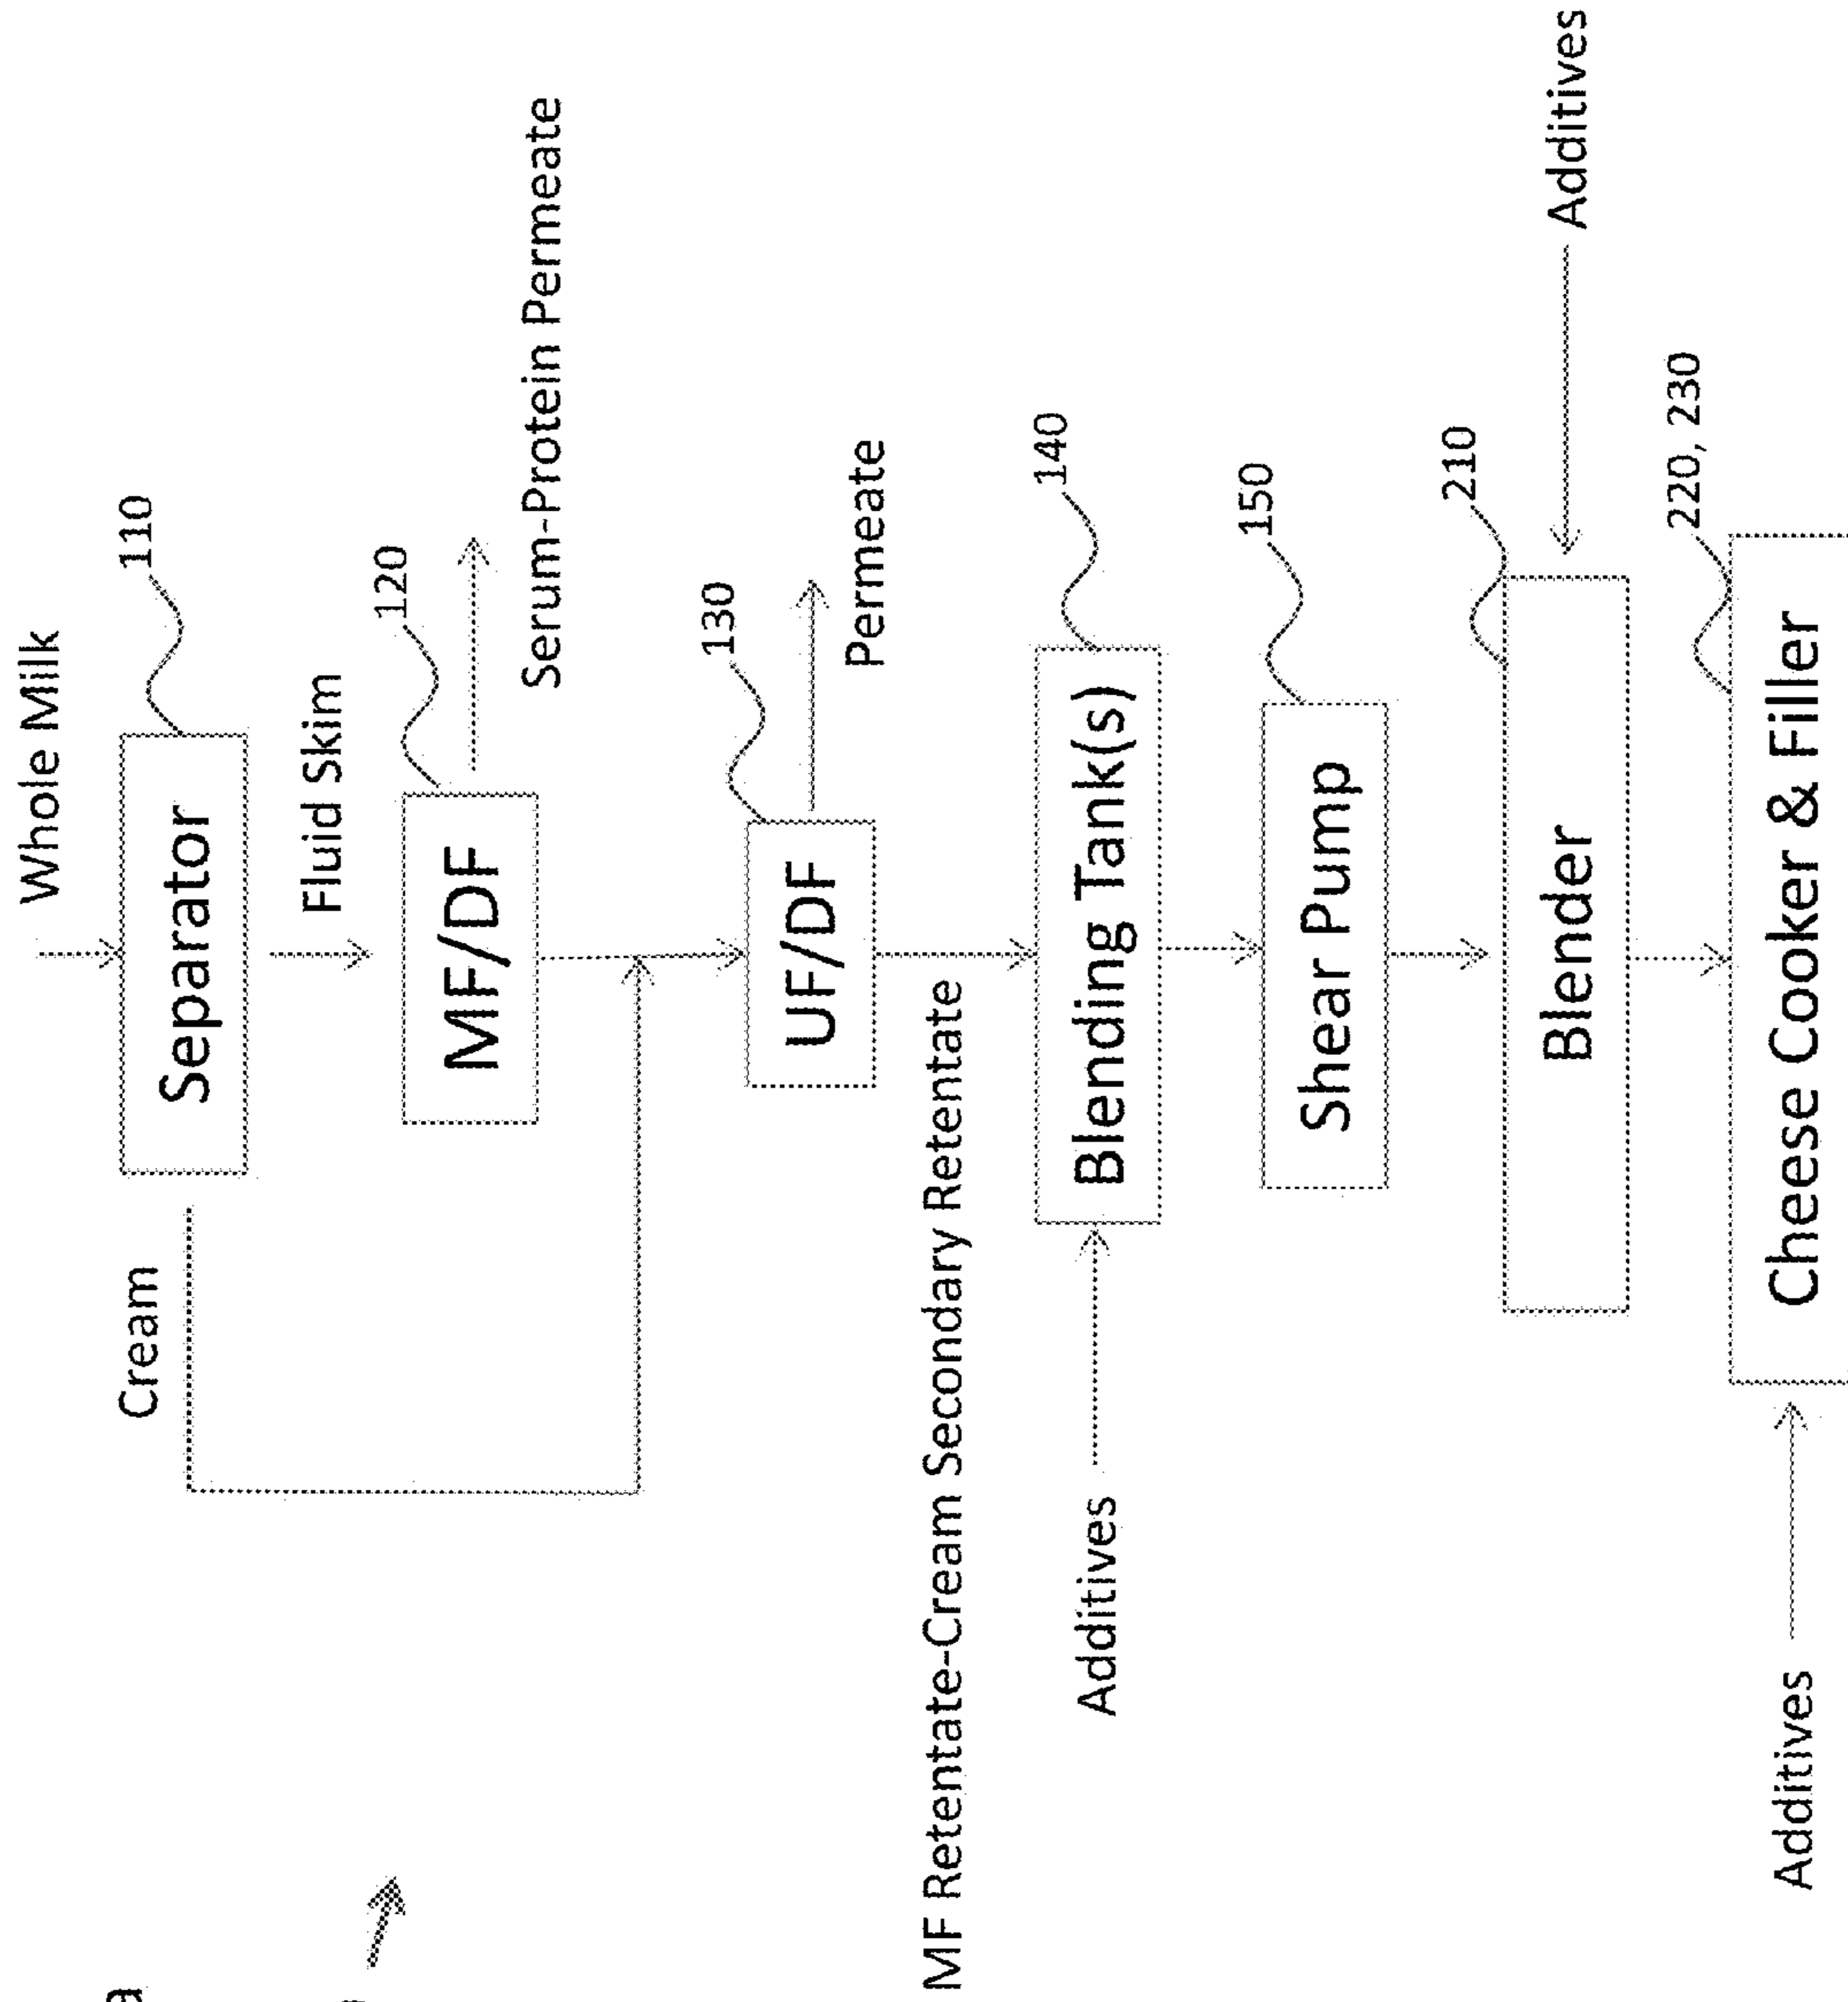 Whole Milk
Separator
110
Cream
Fluid Skim
MF/DF
120
Serum-Protein Permeate
UF/DF
130
Permeate
MF Retentate-Cream Secondary Retentate
Additives
Blending Tank(s)
140
Shear Pump
150
Blender
210
Additives
Additives
Cheese Cooker & Filler
220, 230